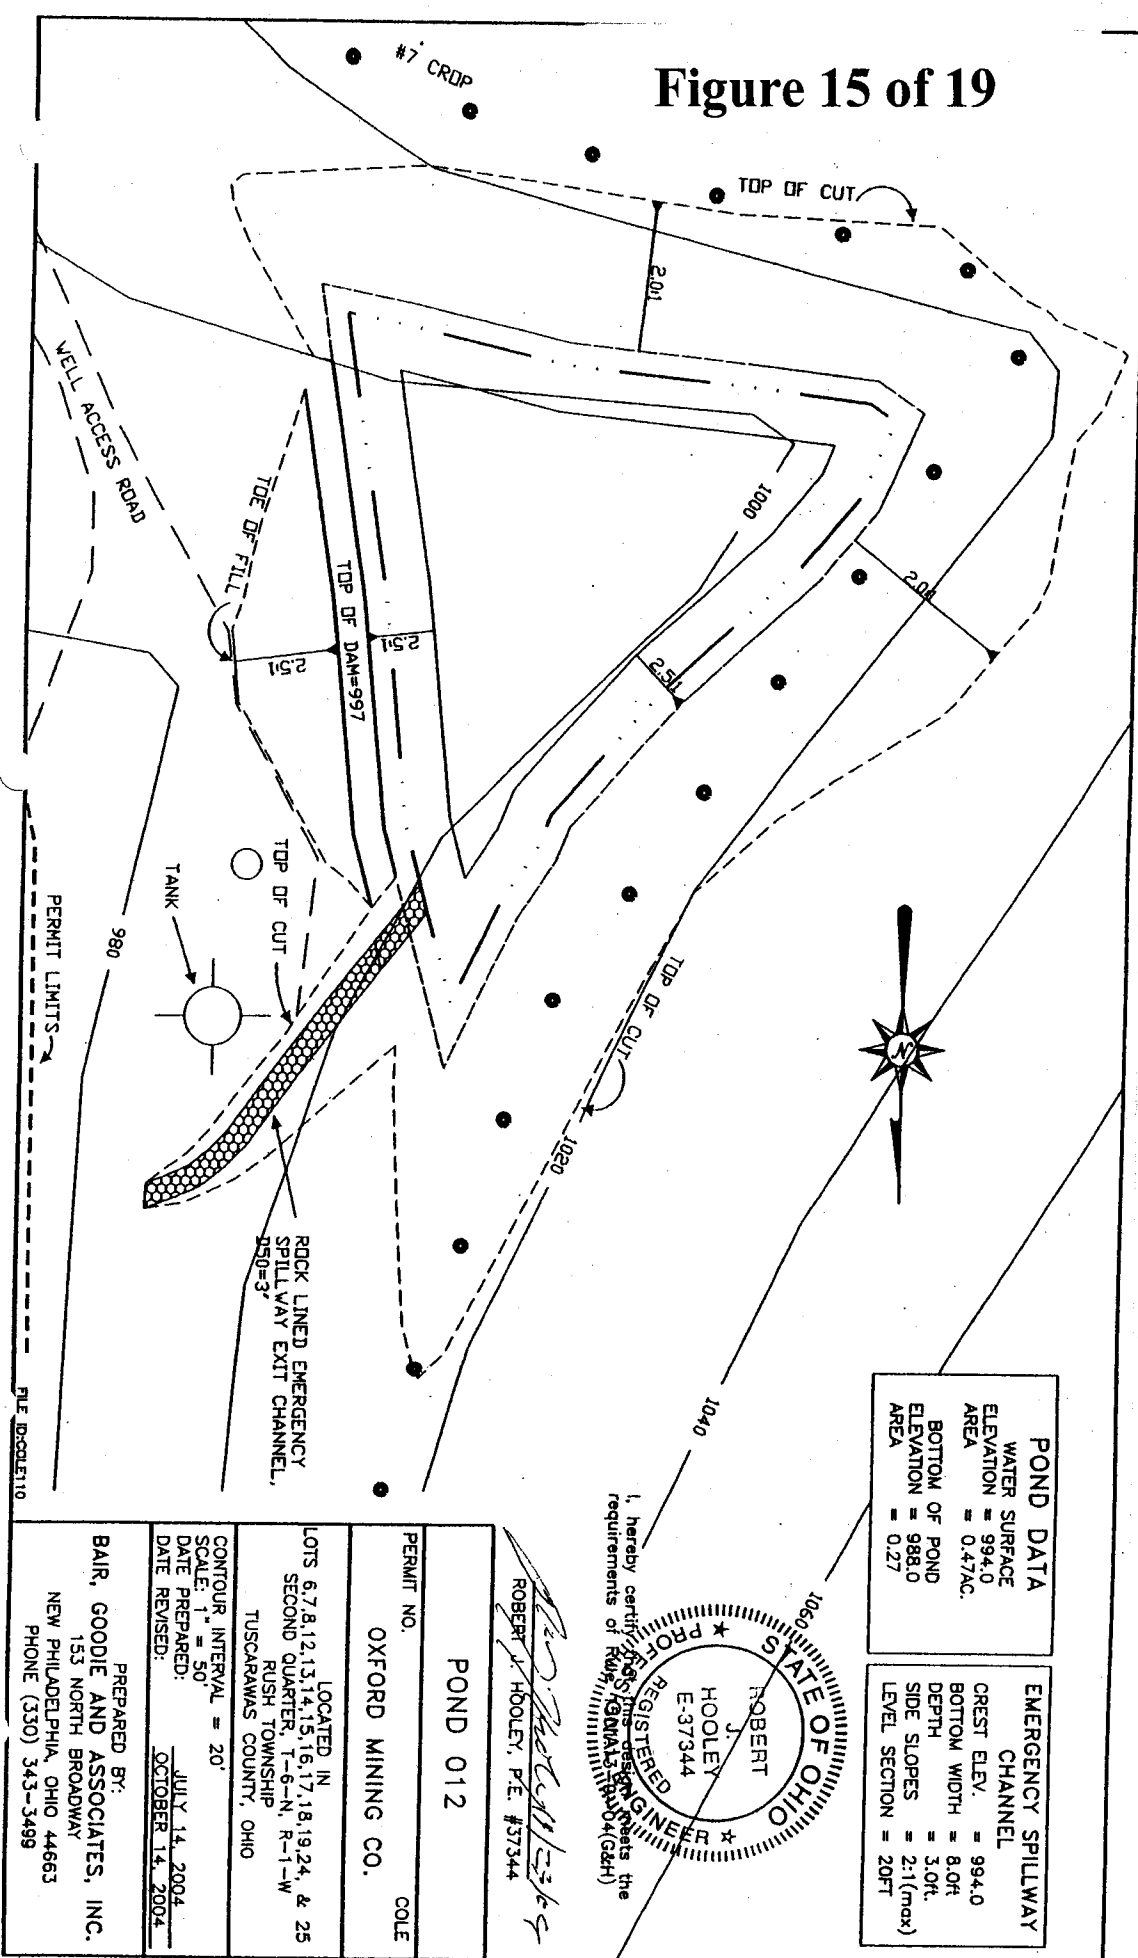 Figure 15 of 19
#7 CROP
TOP OF CUT
2.0:1
WELL ACCESS ROAD
TOE OF FILL
1000
2.0:1
TOP OF DAM=997
2.5:1
2.5:1
2.5:1
TOP OF CUT
TANK
980
PERMIT LIMITS
TOP OF CUT
N
1020
ROCK LINED EMERGENCY
SPILLWAY EXIT CHANNEL,
D50=3"
1040
1060
POND DATA
WATER SURFACE
ELEVATION = 994.0
AREA = 0.47AC.
BOTTOM OF POND
ELEVATION = 988.0
AREA = 0.27
EMERGENCY SPILLWAY
CHANNEL
CREST ELEV. = 994.0
BOTTOM WIDTH = 8.0ft
DEPTH = 3.0ft.
SIDE SLOPES = 2:1(max)
LEVEL SECTION = 20FT
I, hereby certify that this design meets the
requirements of Rule
04(G&H)
STATE OF OHIO
ROBERT
J.
HOOLEY
E-37344
REGISTERED
ENGINEER
ROBERT J. HOOLEY, P.E. #37344
POND 012
PERMIT NO.
OXFORD MINING CO.
COLE
LOCATED IN
LOTS 6,7,8,12,13,14,15,16,17,18,19,24, & 25
SECOND QUARTER, T-6-N, R-1-W
RUSH TOWNSHIP
TUSCARAWAS COUNTY, OHIO
CONTOUR INTERVAL = 20'
SCALE: 1" = 50'
DATE PREPARED: JULY 14, 2004
DATE REVISED: OCTOBER 14, 2004
PREPARED BY:
BAIR, GOODIE AND ASSOCIATES, INC.
153 NORTH BROADWAY
NEW PHILADELPHIA, OHIO 44663
PHONE (330) 343-3499
FILE ID:COLE110